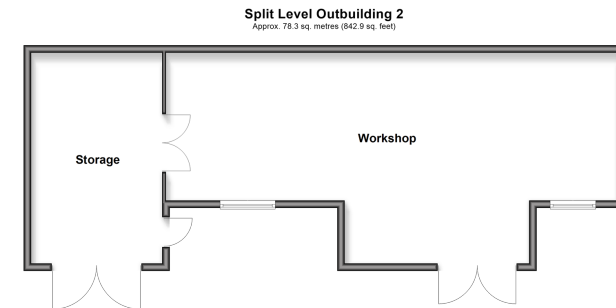 Split Level Outbuilding 2
Approx. 78.3 sq. metres (842.9 sq. feet)
Workshop
Storage